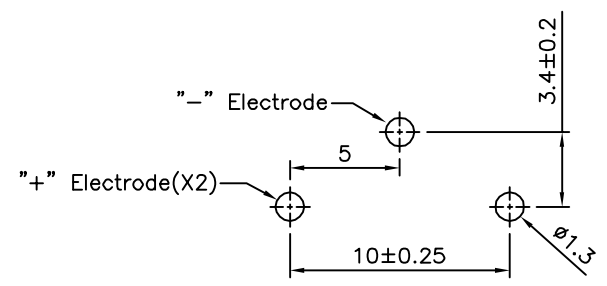 "-" Electrode
3.4±0.2
5
"+" Electrode(X2)
10±0.25
ø1.3